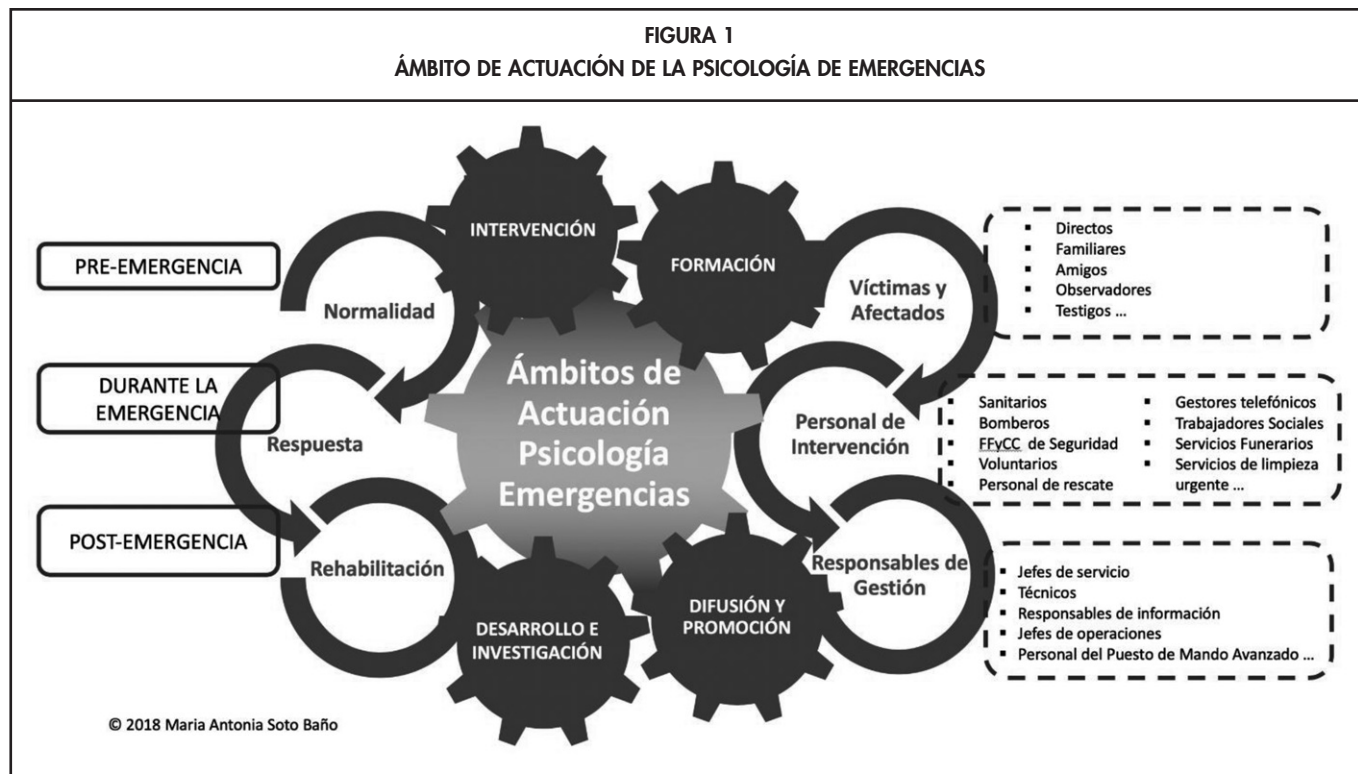 FIGURA 1
ÁMBITO DE ACTUACIÓN DE LA PSICOLOGÍA DE EMERGENCIAS
PRE-EMERGENCIA
DURANTE LA
EMERGENCIA
POST-EMERGENCIA
Normalidad
Respuesta
Rehabilitación
INTERVENCIÓN
FORMACIÓN
Ámbitos de
Actuación
Psicología
Emergencias
DESARROLLO E
INVESTIGACIÓN
DIFUSIÓN Y
PROMOCIÓN
Víctimas y
Afectados
Personal de
Intervención
Responsables de
Gestión
▪ Directos
▪ Familiares
▪ Amigos
▪ Observadores
▪ Testigos ...
▪ Sanitarios
▪ Bomberos
▪ FFyCC de Seguridad
▪ Voluntarios
▪ Personal de rescate
▪ Gestores telefónicos
▪ Trabajadores Sociales
▪ Servicios Funerarios
▪ Servicios de limpieza
urgente ...
▪ Jefes de servicio
▪ Técnicos
▪ Responsables de información
▪ Jefes de operaciones
▪ Personal del Puesto de Mando Avanzado ...
© 2018 Maria Antonia Soto Baño